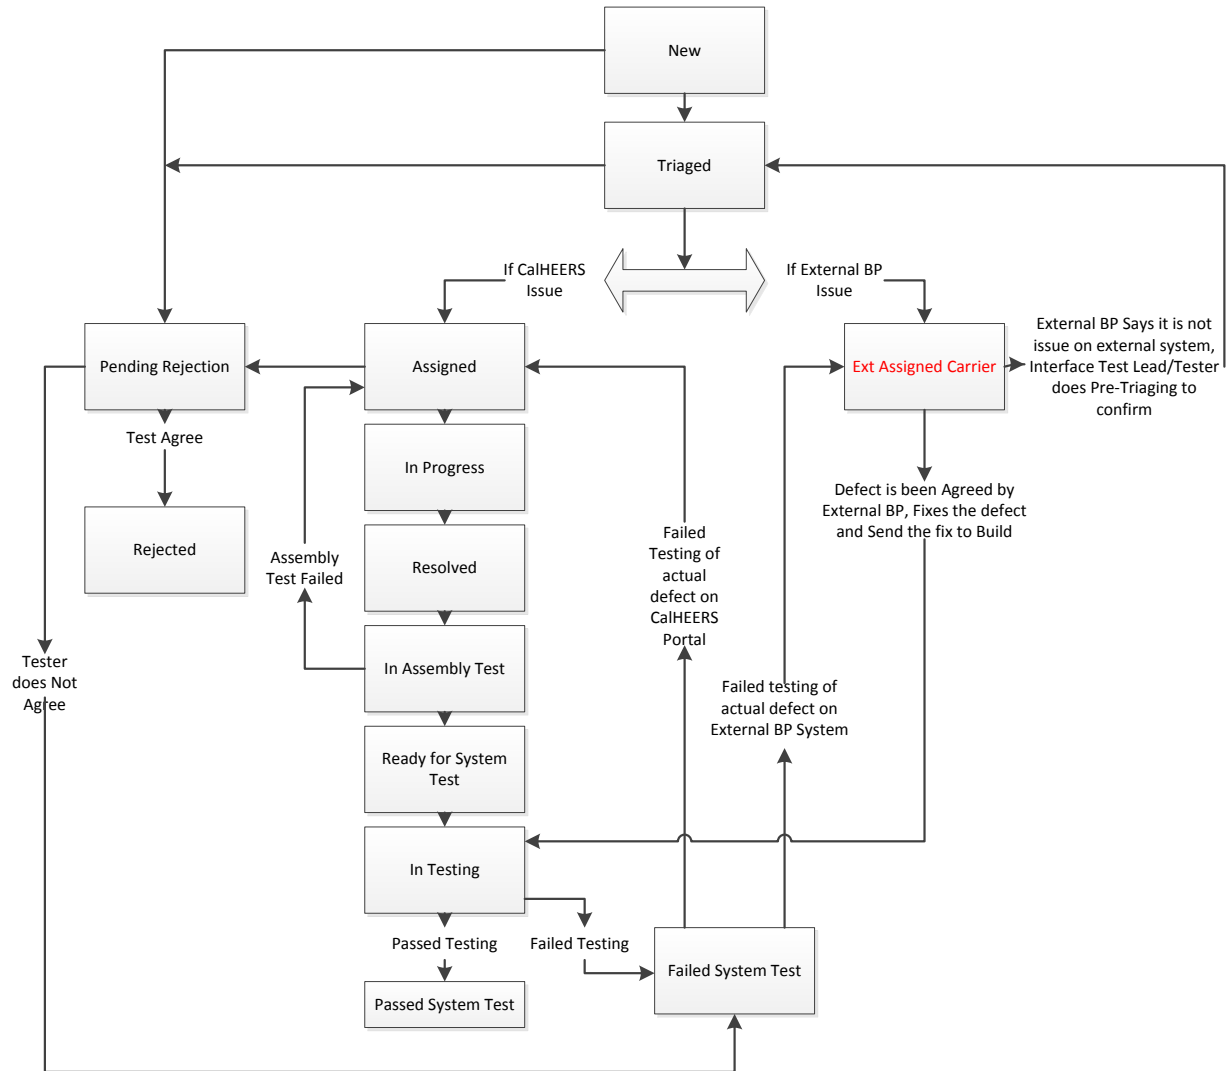 New
Triaged
If CalHEERS
Issue
If External BP
Issue
Pending Rejection
Assigned
Ext Assigned Carrier
External BP Says it is not
issue on external system,
Interface Test Lead/Tester
does Pre-Triaging to
confirm
Test Agree
In Progress
Defect is been Agreed by
External BP, Fixes the defect
and Send the fix to Build
Rejected
Assembly
Test Failed
Resolved
Failed
Testing of
actual
defect on
CalHEERS
Portal
Tester
does Not
Agree
In Assembly Test
Failed testing of
actual defect on
External BP System
Ready for System
Test
In Testing
Passed Testing
Failed Testing
Failed System Test
Passed System Test